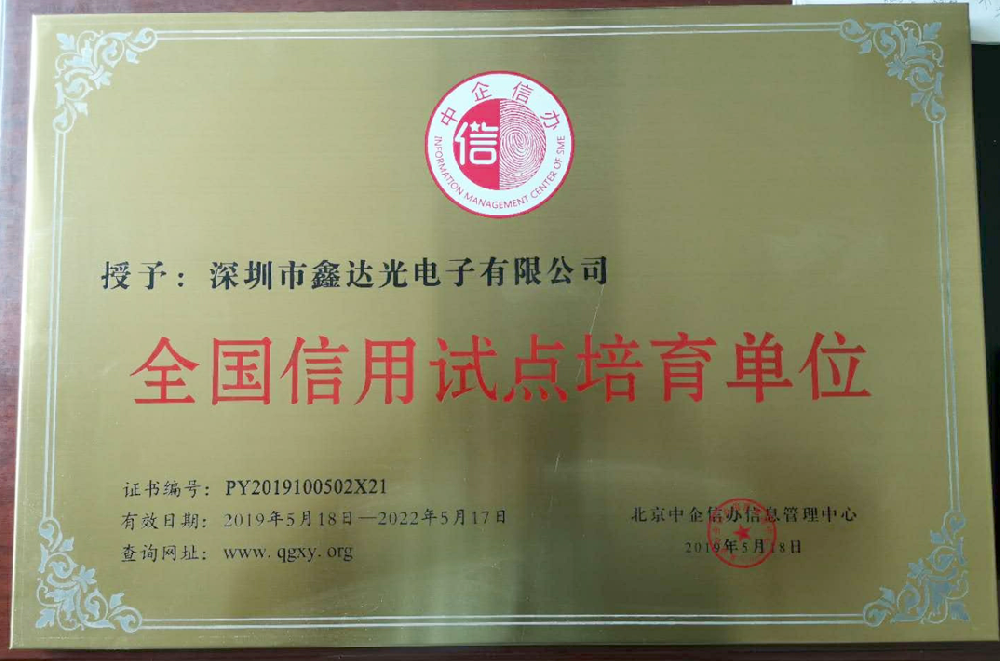 中企信办
信
INFORMATION MANAGEMENT CENTER OF SME
授予：深圳市鑫达光电子有限公司
全国信用试点培育单位
证书编号：PY2019100502X21
有效日期：2019年5月18日—2022年5月17日
查询网址：www.qgxy.org
北京中企信办信息管理中心
2019年5月18日